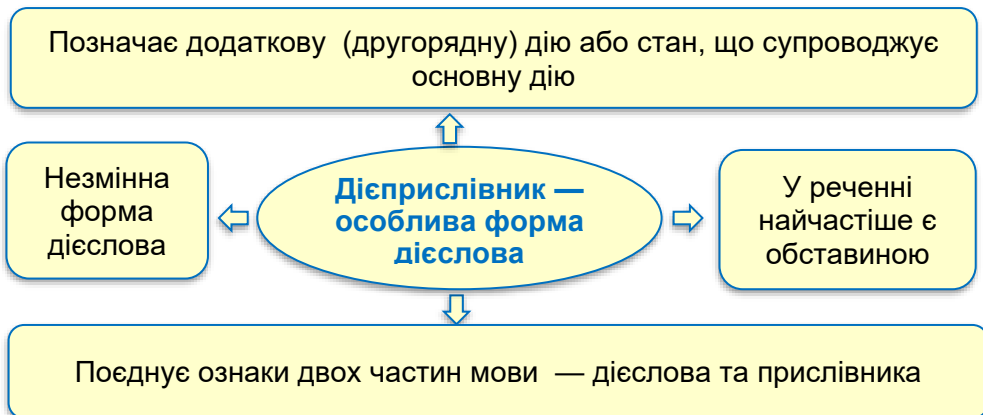 Позначає додаткову (другорядну) дію або стан, що супроводжує
основну дію
Незмінна
форма
дієслова
Дієприслівник —
особлива форма
дієслова
У реченні
найчастіше є
обставиною
Поєднує ознаки двох частин мови — дієслова та прислівника